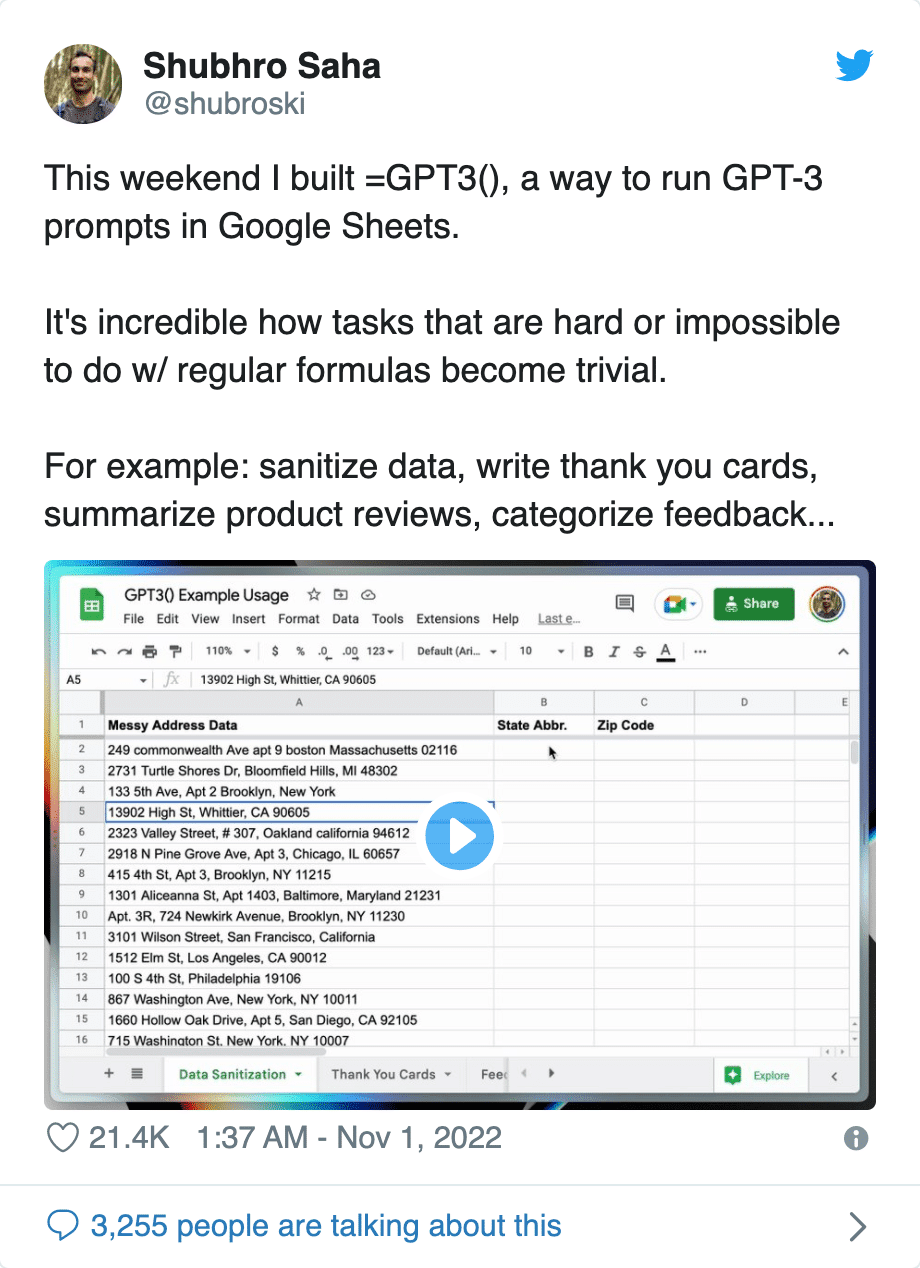 Shubhro Saha
@shubroski
This weekend I built =GPT3(), a way to run GPT-3
prompts in Google Sheets.
It's incredible how tasks that are hard or impossible
to do w/ regular formulas become trivial.
For example: sanitize data, write thank you cards,
summarize product reviews, categorize feedback...
GPT3() Example Usage
File Edit View Insert Format Data Tools Extensions Help Last e...
Share
110% $ % .0 .00 123 Default (Ari... 10 B I S A ...
A5 fx 13902 High St, Whittier, CA 90605
A B C D E
1 Messy Address Data State Abbr. Zip Code
2 249 commonwealth Ave apt 9 boston Massachusetts 02116
3 2731 Turtle Shores Dr, Bloomfield Hills, MI 48302
4 133 5th Ave, Apt 2 Brooklyn, New York
5 13902 High St, Whittier, CA 90605
6 2323 Valley Street, # 307, Oakland california 94612
7 2918 N Pine Grove Ave, Apt 3, Chicago, IL 60657
8 415 4th St, Apt 3, Brooklyn, NY 11215
9 1301 Aliceanna St, Apt 1403, Baltimore, Maryland 21231
10 Apt. 3R, 724 Newkirk Avenue, Brooklyn, NY 11230
11 3101 Wilson Street, San Francisco, California
12 1512 Elm St, Los Angeles, CA 90012
13 100 S 4th St, Philadelphia 19106
14 867 Washington Ave, New York, NY 10011
15 1660 Hollow Oak Drive, Apt 5, San Diego, CA 92105
16 715 Washington St, New York, NY 10007
+ Data Sanitization Thank You Cards Feec Explore
21.4K 1:37 AM - Nov 1, 2022
3,255 people are talking about this